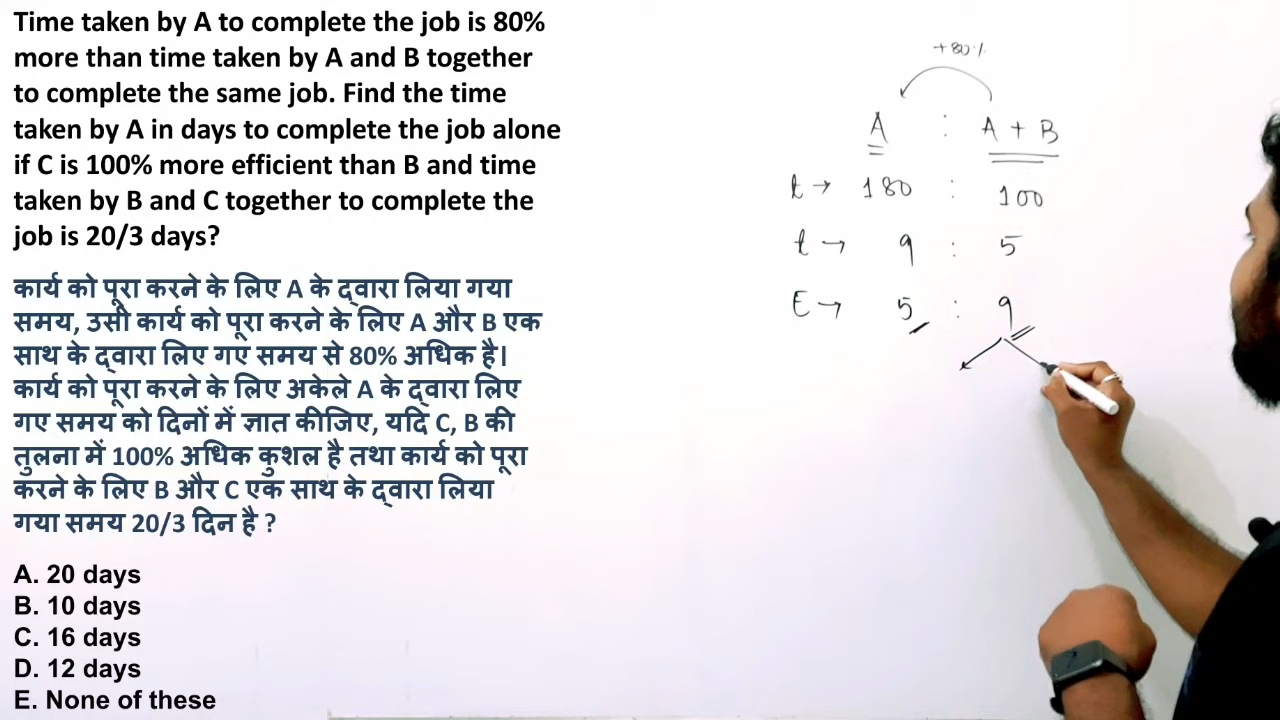 Time taken by A to complete the job is 80%
more than time taken by A and B together
to complete the same job. Find the time
taken by A in days to complete the job alone
if C is 100% more efficient than B and time
taken by B and C together to complete the
job is 20/3 days?
कार्य को पूरा करने के लिए A के द्वारा लिया गया
समय, उसी कार्य को पूरा करने के लिए A और B एक
साथ के द्वारा लिए गए समय से 80% अधिक है।
कार्य को पूरा करने के लिए अकेले A के द्वारा लिए
गए समय को दिनों में ज्ञात कीजिए, यदि C, B की
तुलना में 100% अधिक कुशल है तथा कार्य को पूरा
करने के लिए B और C एक साथ के द्वारा लिया
गया समय 20/3 दिन है ?
A. 20 days
B. 10 days
C. 16 days
D. 12 days
E. None of these
+80%
A : A + B
t → 180 : 100
t → 9 : 5
E → 5 : 9